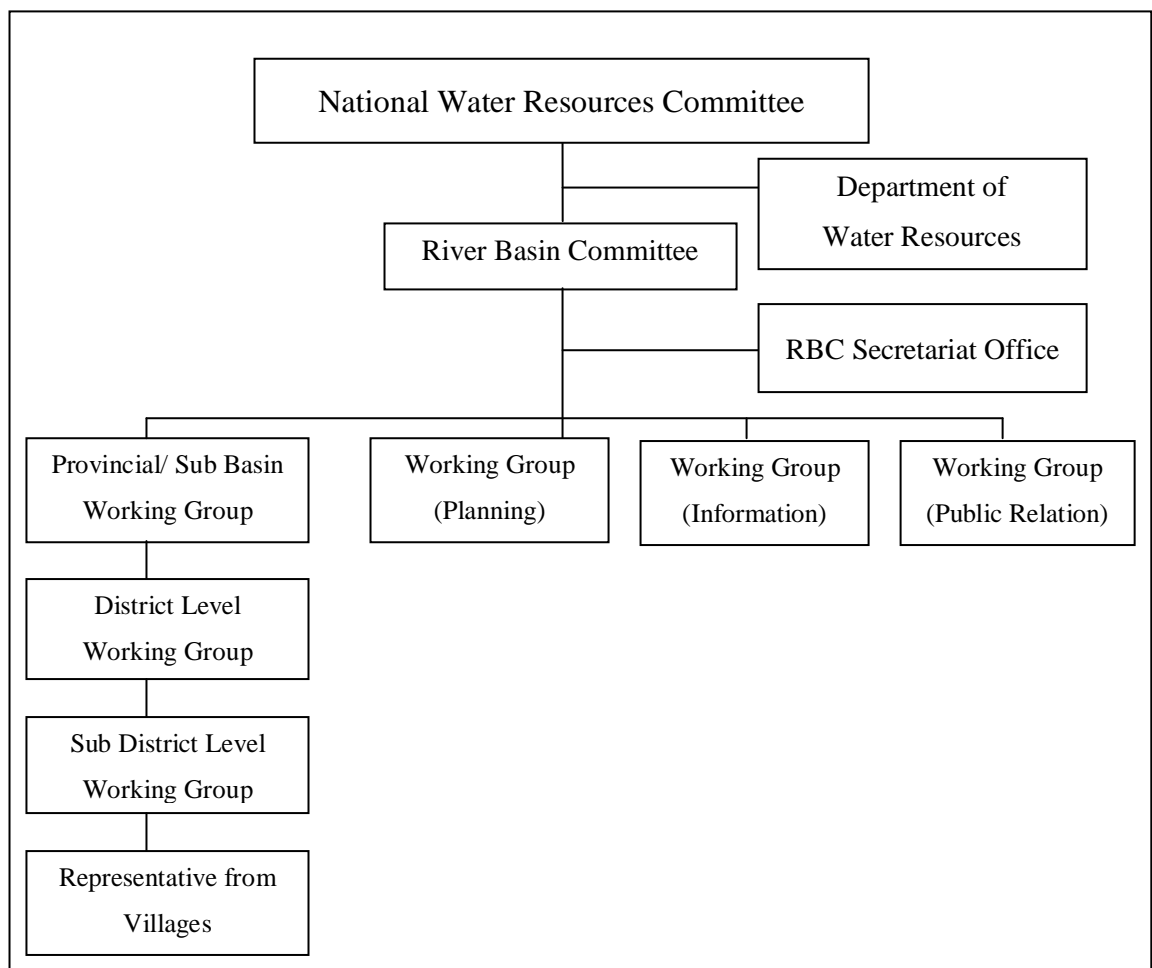 National Water Resources Committee
Department of
Water Resources
River Basin Committee
RBC Secretariat Office
Provincial/ Sub Basin
Working Group
Working Group
(Planning)
Working Group
(Information)
Working Group
(Public Relation)
District Level
Working Group
Sub District Level
Working Group
Representative from
Villages